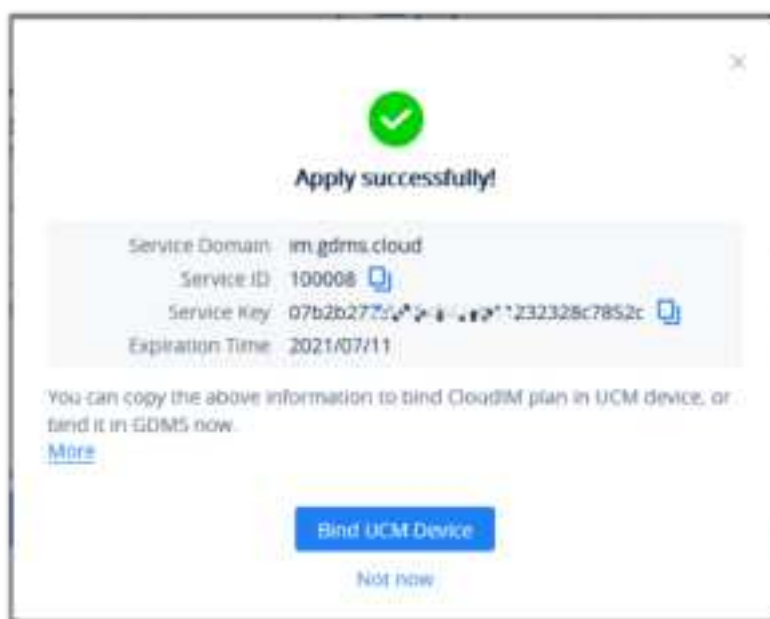 Apply successfully!
Service Domain im.gdms.cloud
Service ID 100008
Service Key
Expiration Time 2021/07/11
You can copy the above information to bind CloudIM plan in UCM device, or
bind it in GDMS now.
More
Bind UCM Device
Not now